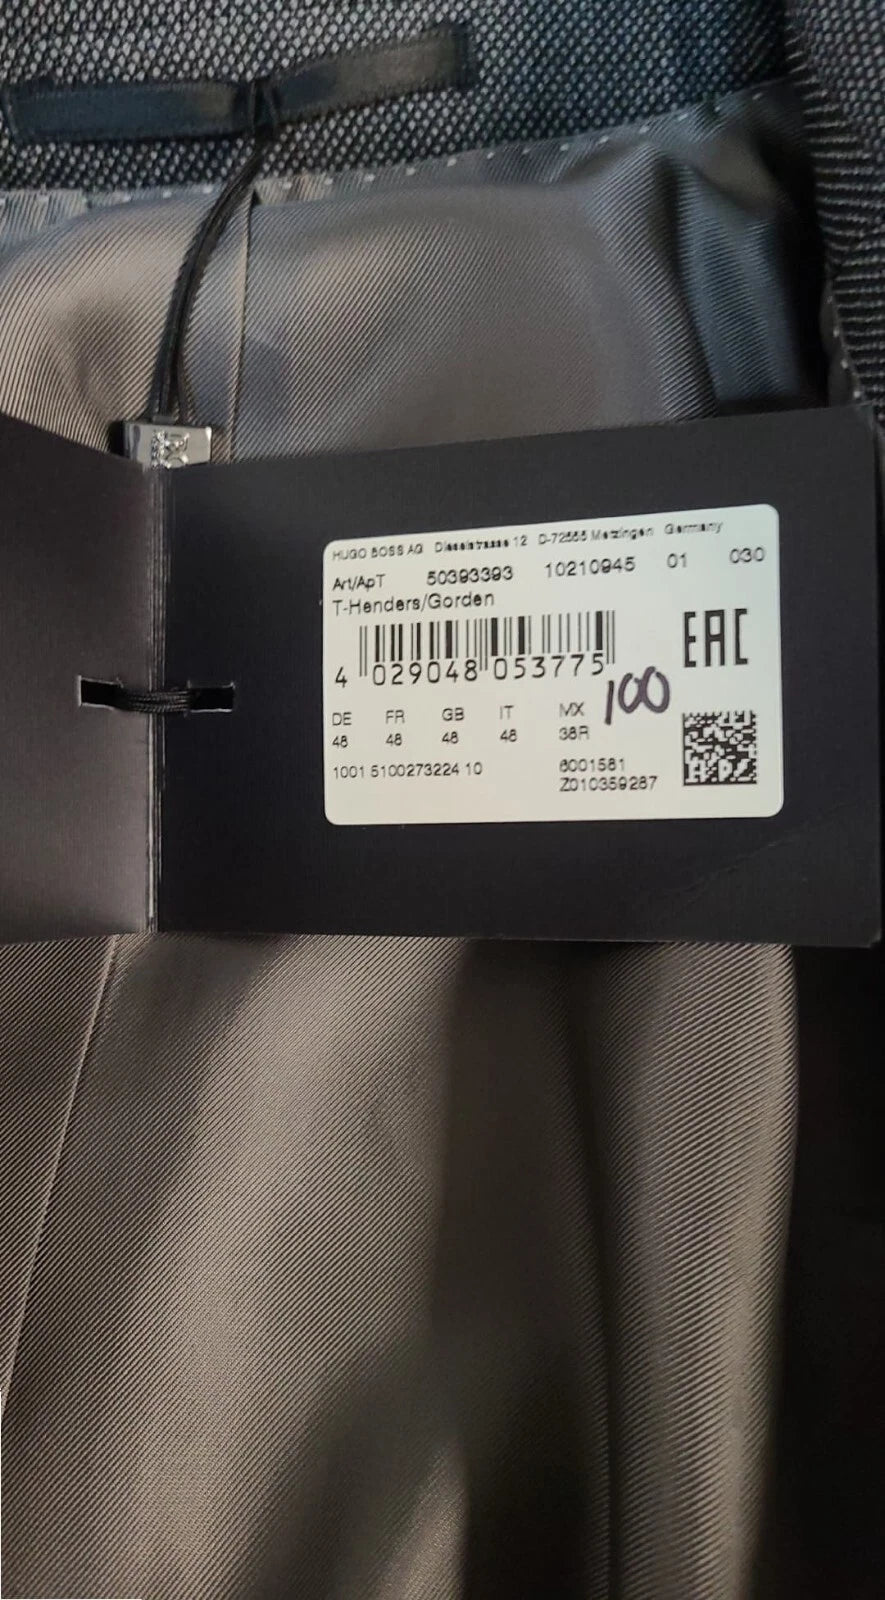 HUGO BOSS AG Dieselstrasse 12 D-72555 Metzingen Germany
Art/ApT 50393393 10210945 01 030
T-Henders/Gorden
4 029048 053775
EAC
100
DE FR GB IT MX
48 48 48 48 38R
1001 5100273224 10 6001581
Z010359287